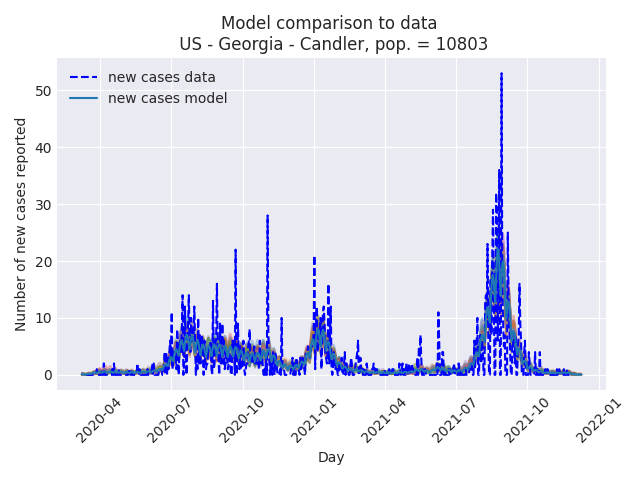 Model comparison to data
US - Georgia - Candler, pop. = 10803
new cases data
new cases model
Number of new cases reported
50
40
30
20
10
0
2020-04
2020-07
2020-10
2021-01
2021-04
2021-07
2021-10
2022-01
Day